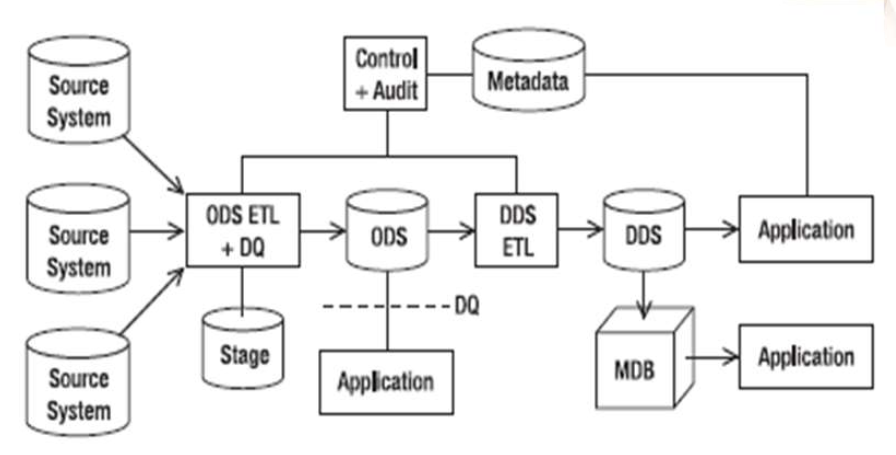 Source
System
Control
+ Audit
Metadata
Source
System
ODS ETL
+ DQ
ODS
DDS
ETL
DDS
Application
DQ
Stage
Application
MDB
Application
Source
System